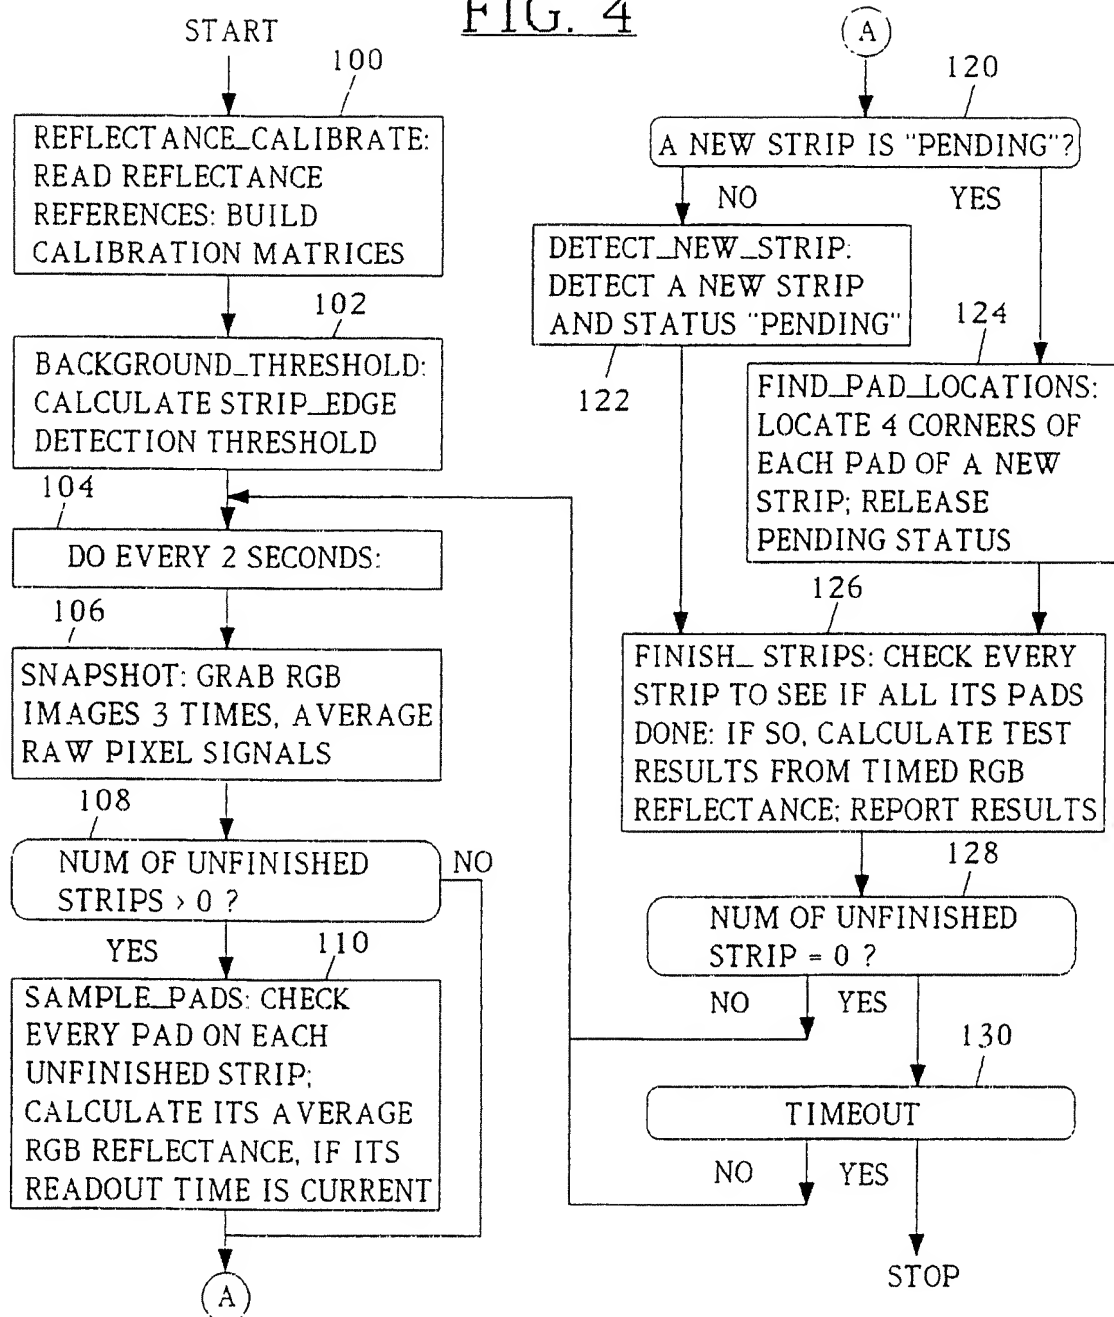 FIG. 4
START
100
REFLECTANCE_CALIBRATE:
READ REFLECTANCE
REFERENCES: BUILD
CALIBRATION MATRICES
102
BACKGROUND_THRESHOLD:
CALCULATE STRIP_EDGE
DETECTION THRESHOLD
104
DO EVERY 2 SECONDS:
106
SNAPSHOT: GRAB RGB
IMAGES 3 TIMES, AVERAGE
RAW PIXEL SIGNALS
108
NUM OF UNFINISHED
STRIPS > 0 ?
NO
YES
110
SAMPLE_PADS: CHECK
EVERY PAD ON EACH
UNFINISHED STRIP;
CALCULATE ITS AVERAGE
RGB REFLECTANCE, IF ITS
READOUT TIME IS CURRENT
A
A
120
A NEW STRIP IS "PENDING"?
NO
YES
DETECT_NEW_STRIP:
DETECT A NEW STRIP
AND STATUS "PENDING"
122
124
FIND_PAD_LOCATIONS:
LOCATE 4 CORNERS OF
EACH PAD OF A NEW
STRIP; RELEASE
PENDING STATUS
126
FINISH_ STRIPS: CHECK EVERY
STRIP TO SEE IF ALL ITS PADS
DONE: IF SO, CALCULATE TEST
RESULTS FROM TIMED RGB
REFLECTANCE; REPORT RESULTS
128
NUM OF UNFINISHED
STRIP = 0 ?
NO
YES
130
TIMEOUT
NO
YES
STOP